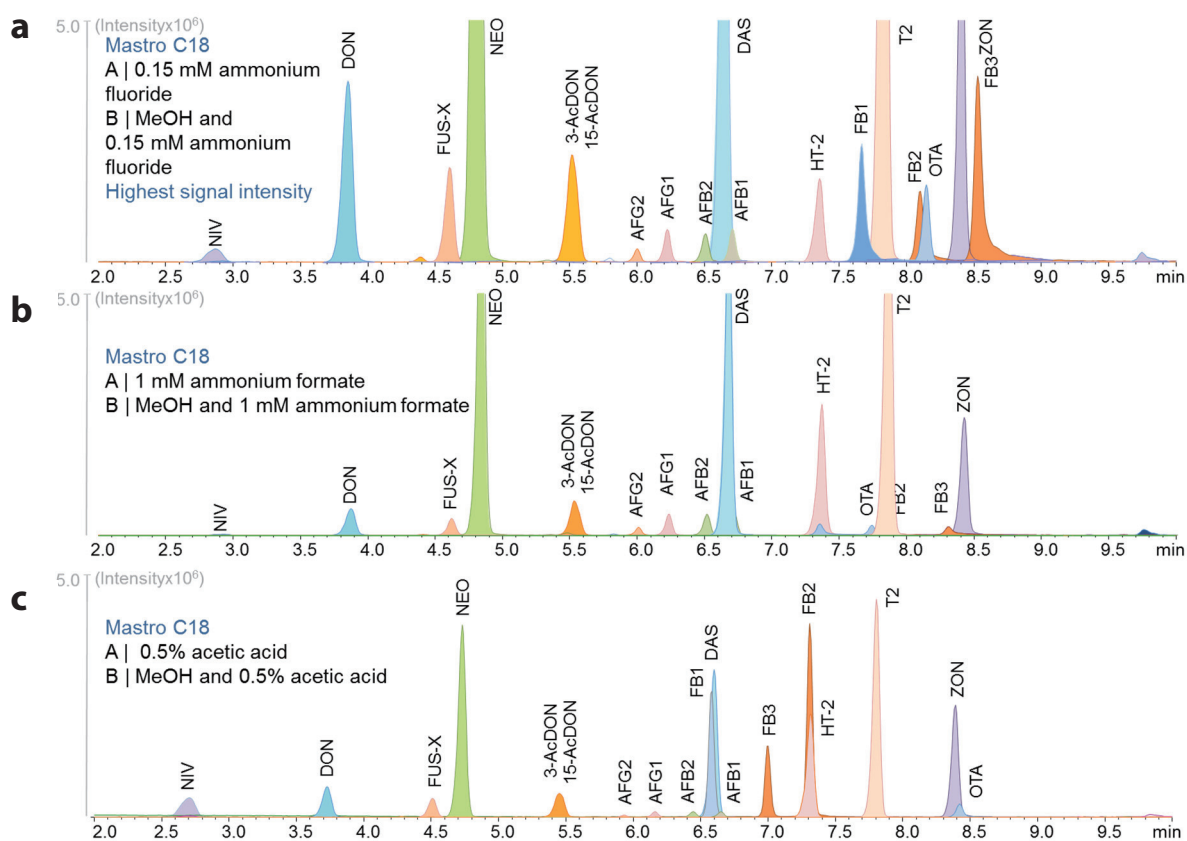 a
5.0 (Intensityx10⁶)
Mastro C18
A | 0.15 mM ammonium
fluoride
B | MeOH and
0.15 mM ammonium
fluoride
Highest signal intensity
NIV
DON
FUS-X
NEO
3-AcDON
15-AcDON
AFG2
AFG1
AFB2
DAS
AFB1
HT-2
FB1
T2
FB2
OTA
FB3
ZON
2.0 2.5 3.0 3.5 4.0 4.5 5.0 5.5 6.0 6.5 7.0 7.5 8.0 8.5 9.0 9.5 min
b
5.0 (Intensityx10⁶)
Mastro C18
A | 1 mM ammonium formate
B | MeOH and 1 mM ammonium formate
NIV
DON
FUS-X
NEO
3-AcDON
15-AcDON
AFG2
AFG1
AFB2
DAS
AFB1
HT-2
OTA
T2
FB2
FB3
ZON
2.0 2.5 3.0 3.5 4.0 4.5 5.0 5.5 6.0 6.5 7.0 7.5 8.0 8.5 9.0 9.5 min
c
5.0 (Intensityx10⁶)
Mastro C18
A | 0.5% acetic acid
B | MeOH and 0.5% acetic acid
NIV
DON
FUS-X
NEO
3-AcDON
15-AcDON
AFG2
AFG1
AFB2
FB1
DAS
AFB1
FB3
FB2
HT-2
T2
ZON
OTA
2.0 2.5 3.0 3.5 4.0 4.5 5.0 5.5 6.0 6.5 7.0 7.5 8.0 8.5 9.0 9.5 min